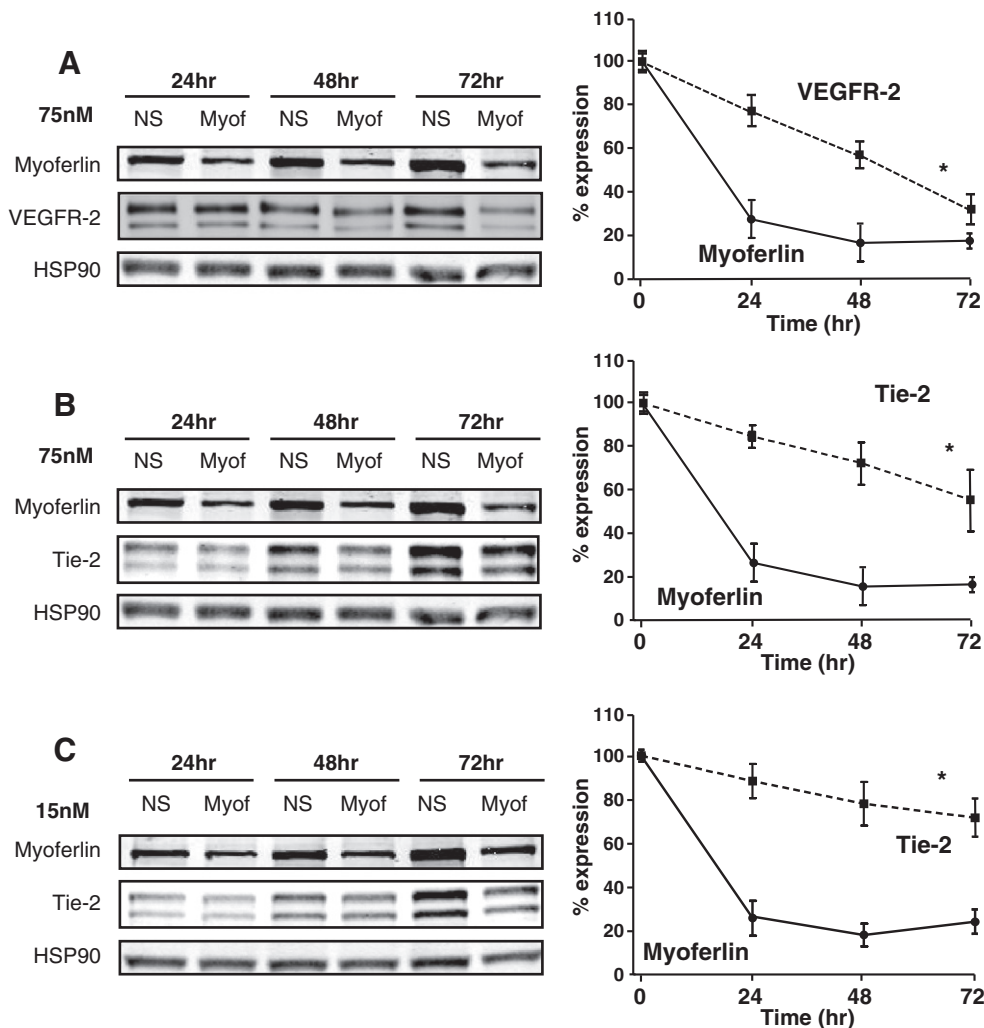 A
24hr 48hr 72hr
75nM NS Myof NS Myof NS Myof
Myoferlin
VEGFR-2
HSP90
110
100
80
60
40
20
0
% expression
VEGFR-2
*
Myoferlin
0 24 48 72
Time (hr)
B
24hr 48hr 72hr
75nM NS Myof NS Myof NS Myof
Myoferlin
Tie-2
HSP90
110
100
80
60
40
20
0
% expression
Tie-2
*
Myoferlin
0 24 48 72
Time (hr)
C
24hr 48hr 72hr
15nM NS Myof NS Myof NS Myof
Myoferlin
Tie-2
HSP90
110
100
80
60
40
20
0
% expression
*
Tie-2
Myoferlin
0 24 48 72
Time (hr)